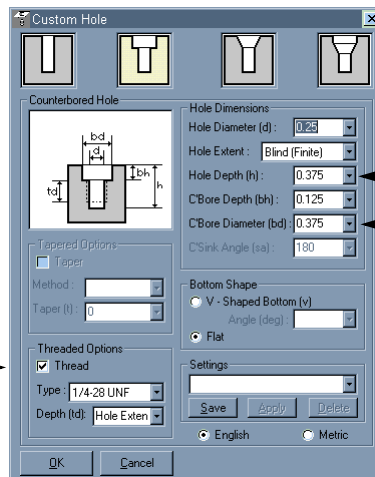 Custom Hole
Counterbored Hole
bd
d
bh
h
td
Tapered Options
Taper
Method :
Taper (t) : 0
Threaded Options
Thread
Type : 1/4-28 UNF
Depth (td): Hole Exten
Hole Dimensions
Hole Diameter (d) : 0.25
Hole Extent : Blind (Finite)
Hole Depth (h) : 0.375
C'Bore Depth (bh) : 0.125
C'Bore Diameter (bd) : 0.375
C'Sink Angle (sa) : 180
Bottom Shape
V - Shaped Bottom (v)
Angle (deg) :
Flat
Settings
Save Apply Delete
English Metric
OK Cancel